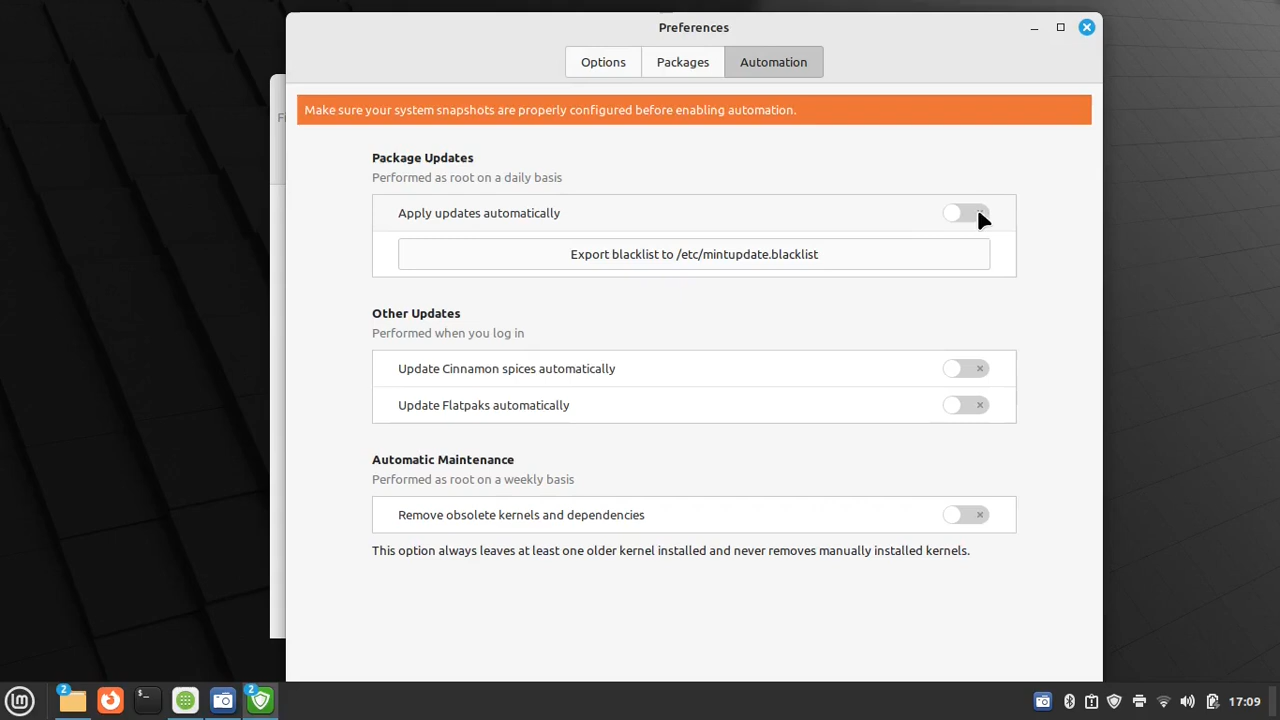 Preferences
Options Packages Automation
Make sure your system snapshots are properly configured before enabling automation.
Package Updates
Performed as root on a daily basis
Apply updates automatically
Export blacklist to /etc/mintupdate.blacklist
Other Updates
Performed when you log in
Update Cinnamon spices automatically
Update Flatpaks automatically
Automatic Maintenance
Performed as root on a weekly basis
Remove obsolete kernels and dependencies
This option always leaves at least one older kernel installed and never removes manually installed kernels.
2 $_ 2 17:09